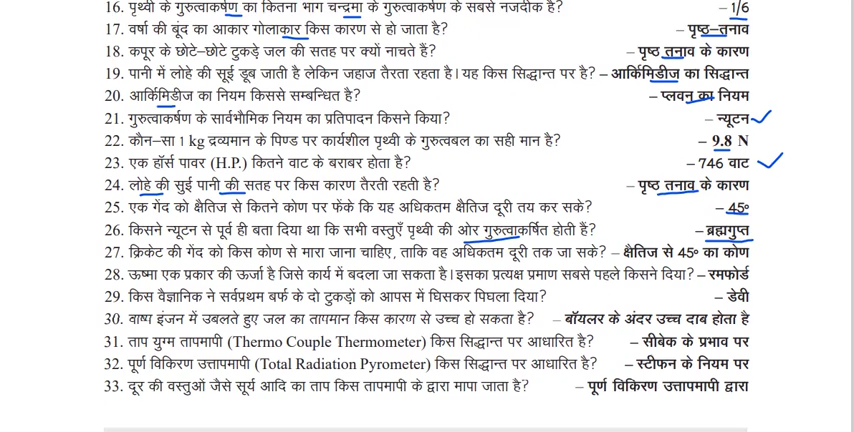 16. पृथ्वी के गुरुत्वाकर्षण का कितना भाग चन्द्रमा के गुरुत्वाकर्षण के सबसे नजदीक है? – 1/6
17. वर्षा की बूंद का आकार गोलाकार किस कारण से हो जाता है? – पृष्ठ–तनाव
18. कपूर के छोटे–छोटे टुकड़े जल की सतह पर क्यों नाचते हैं? – पृष्ठ तनाव के कारण
19. पानी में लोहे की सूई डूब जाती है लेकिन जहाज तैरता रहता है। यह किस सिद्धान्त पर है? – आर्किमिडीज का सिद्धान्त
20. आर्किमिडीज का नियम किससे सम्बन्धित है? – प्लवन का नियम
21. गुरुत्वाकर्षण के सार्वभौमिक नियम का प्रतिपादन किसने किया? – न्यूटन
22. कौन–सा 1 kg द्रव्यमान के पिण्ड पर कार्यशील पृथ्वी के गुरुत्वबल का सही मान है? – 9.8 N
23. एक हॉर्स पावर (H.P.) कितने वाट के बराबर होता है? – 746 वाट
24. लोहे की सुई पानी की सतह पर किस कारण तैरती रहती है? – पृष्ठ तनाव के कारण
25. एक गेंद को क्षैतिज से कितने कोण पर फेंके कि यह अधिकतम क्षैतिज दूरी तय कर सके? – 45°
26. किसने न्यूटन से पूर्व ही बता दिया था कि सभी वस्तुएँ पृथ्वी की ओर गुरुत्वाकर्षित होती हैं? – ब्रह्मगुप्त
27. क्रिकेट की गेंद को किस कोण से मारा जाना चाहिए, ताकि वह अधिकतम दूरी तक जा सके? – क्षैतिज से 45° का कोण
28. ऊष्मा एक प्रकार की ऊर्जा है जिसे कार्य में बदला जा सकता है। इसका प्रत्यक्ष प्रमाण सबसे पहले किसने दिया? – रमफोर्ड
29. किस वैज्ञानिक ने सर्वप्रथम बर्फ के दो टुकड़ों को आपस में घिसकर पिघला दिया? – डेवी
30. वाष्प इंजन में उबलते हुए जल का तापमान किस कारण से उच्च हो सकता है? – बॉयलर के अंदर उच्च दाब होता है
31. ताप युग्म तापमापी (Thermo Couple Thermometer) किस सिद्धान्त पर आधारित है? – सीबेक के प्रभाव पर
32. पूर्ण विकिरण उत्तापमापी (Total Radiation Pyrometer) किस सिद्धान्त पर आधारित है? – स्टीफन के नियम पर
33. दूर की वस्तुओं जैसे सूर्य आदि का ताप किस तापमापी के द्वारा मापा जाता है? – पूर्ण विकिरण उत्तापमापी द्वारा